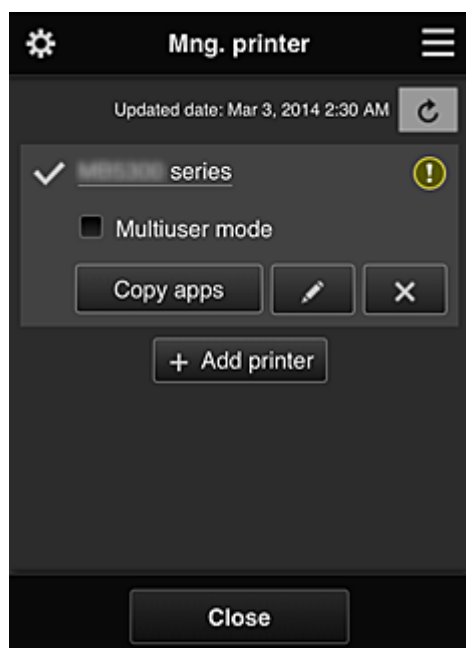 Mng. printer
Updated date: Mar 3, 2014 2:30 AM
series
Multiuser mode
Copy apps
+ Add printer
Close